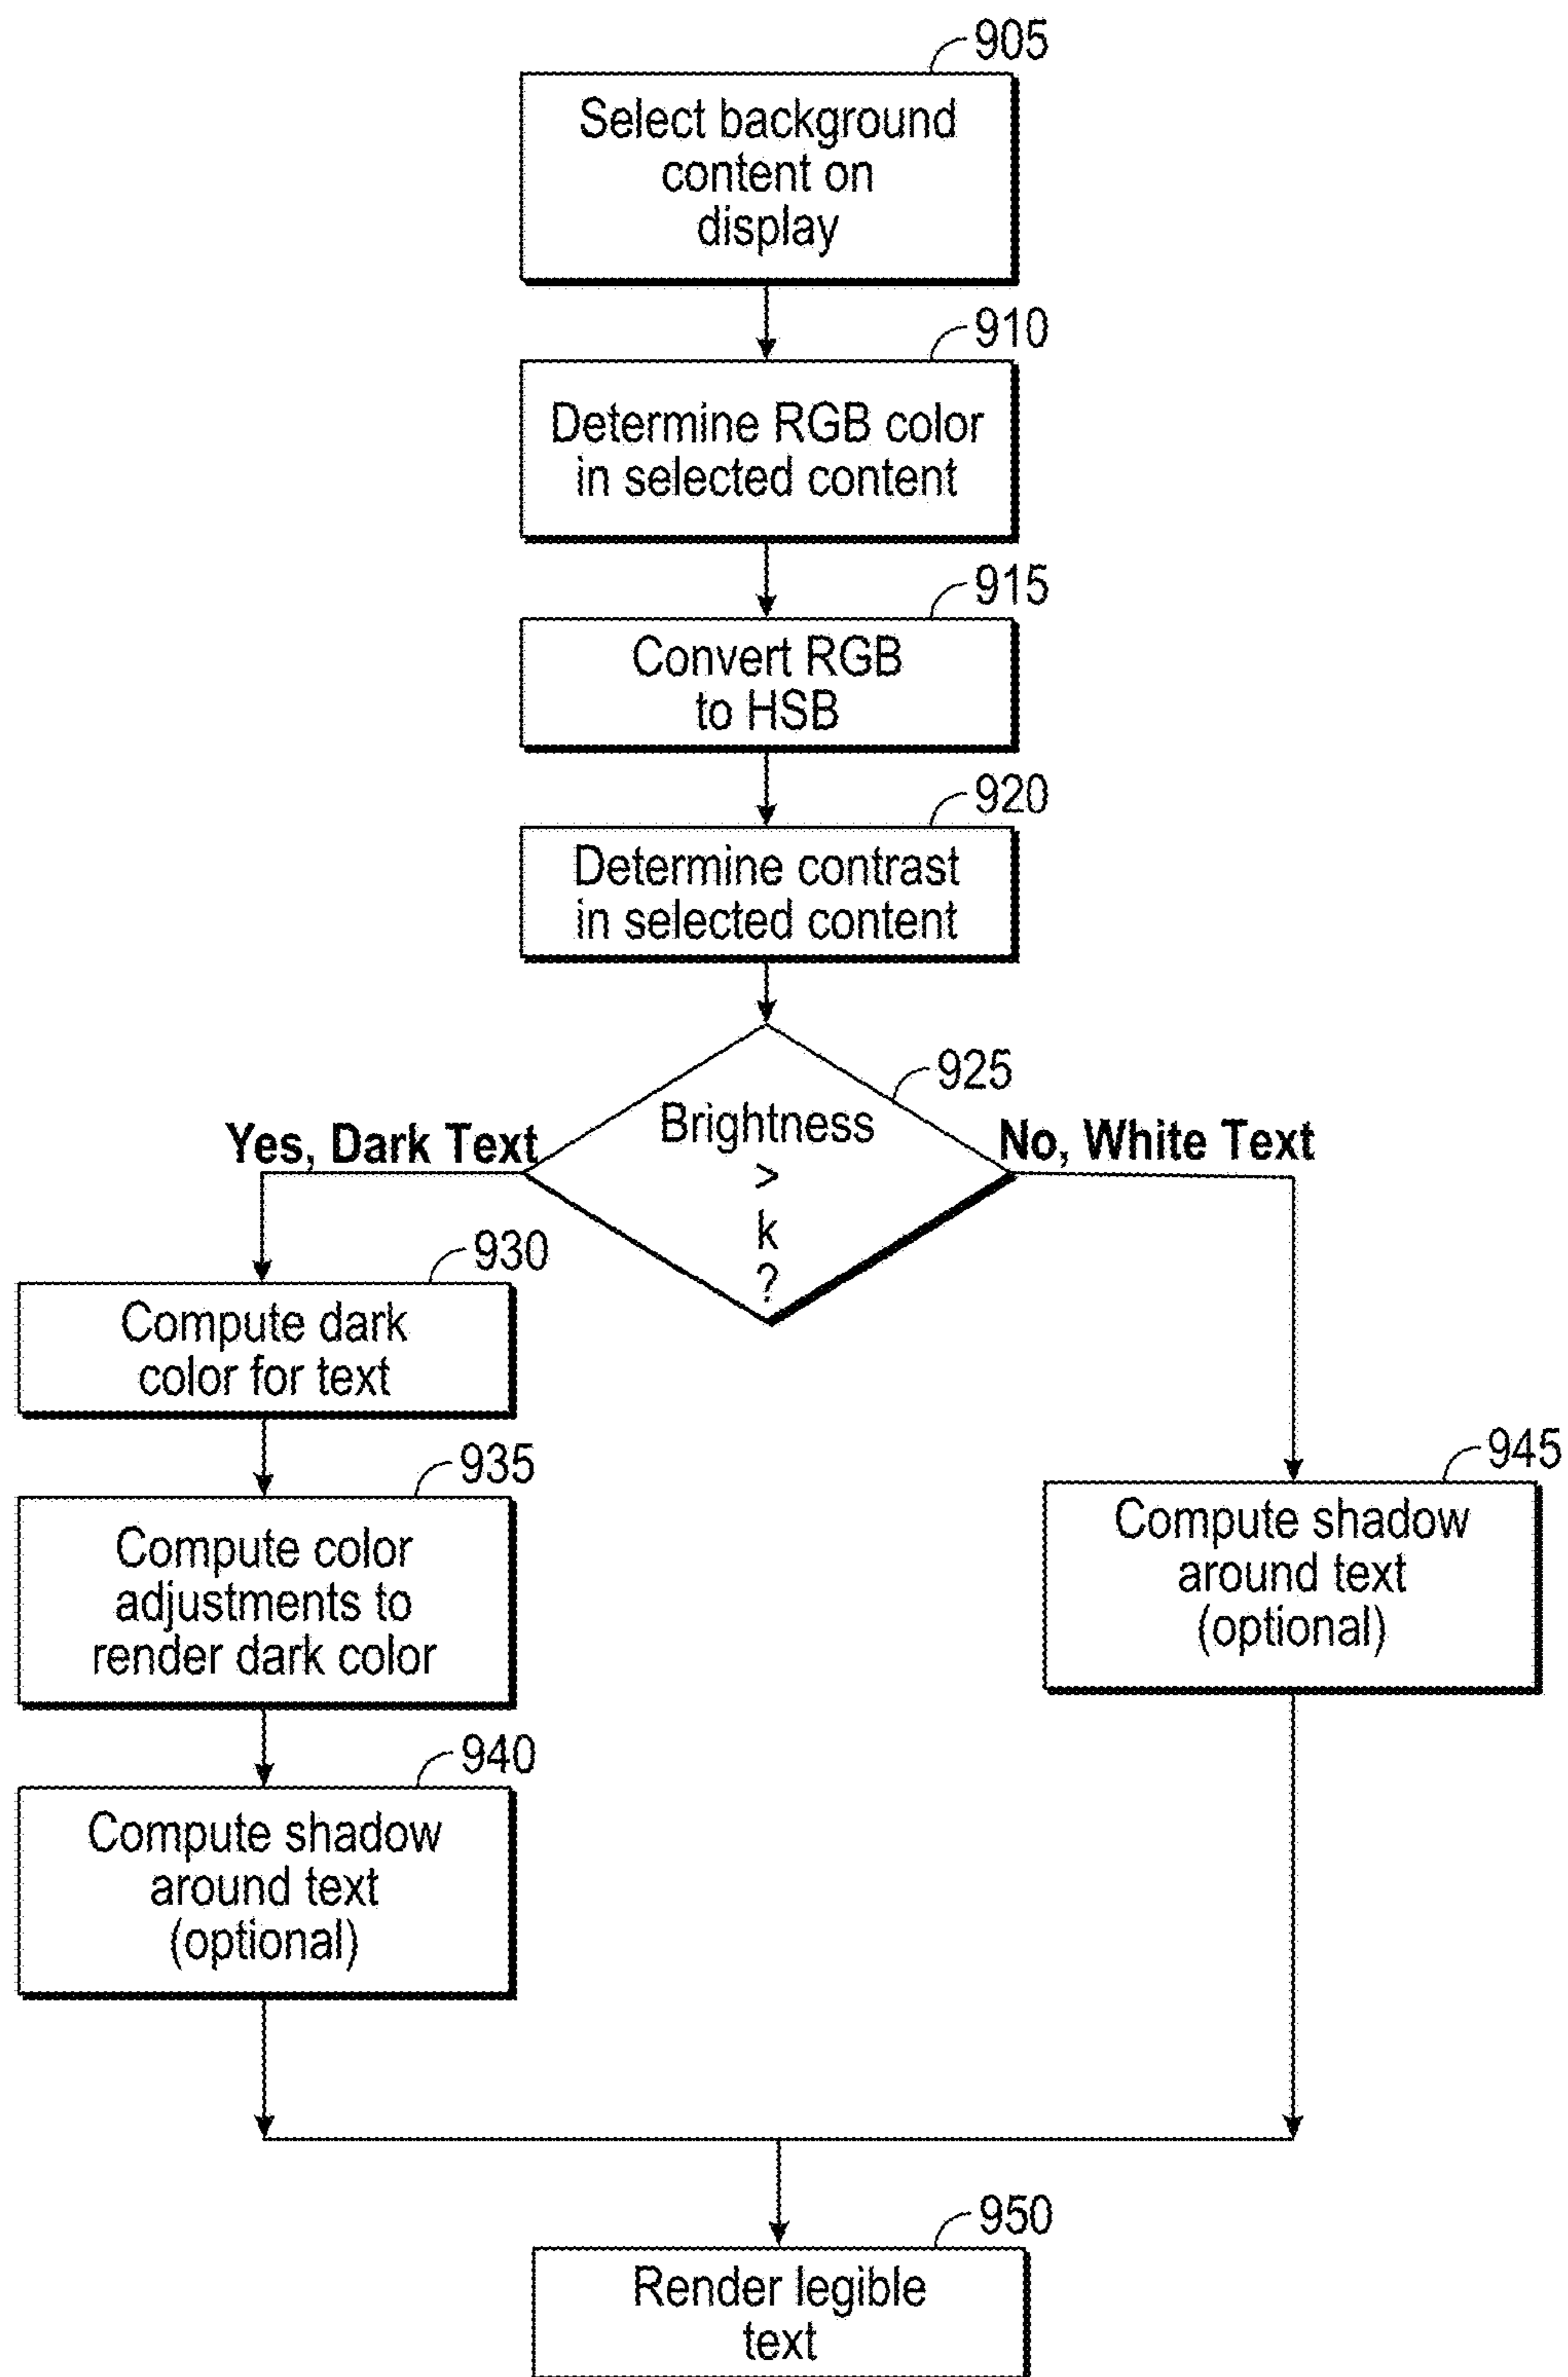 905
Select background
content on
display
910
Determine RGB color
in selected content
915
Convert RGB
to HSB
920
Determine contrast
in selected content
925
Brightness
>
k
?
Yes, Dark Text
No, White Text
930
Compute dark
color for text
935
Compute color
adjustments to
render dark color
940
Compute shadow
around text
(optional)
945
Compute shadow
around text
(optional)
950
Render legible
text